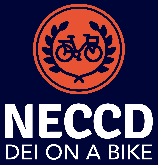 NECCD
DEI ON A BIKE